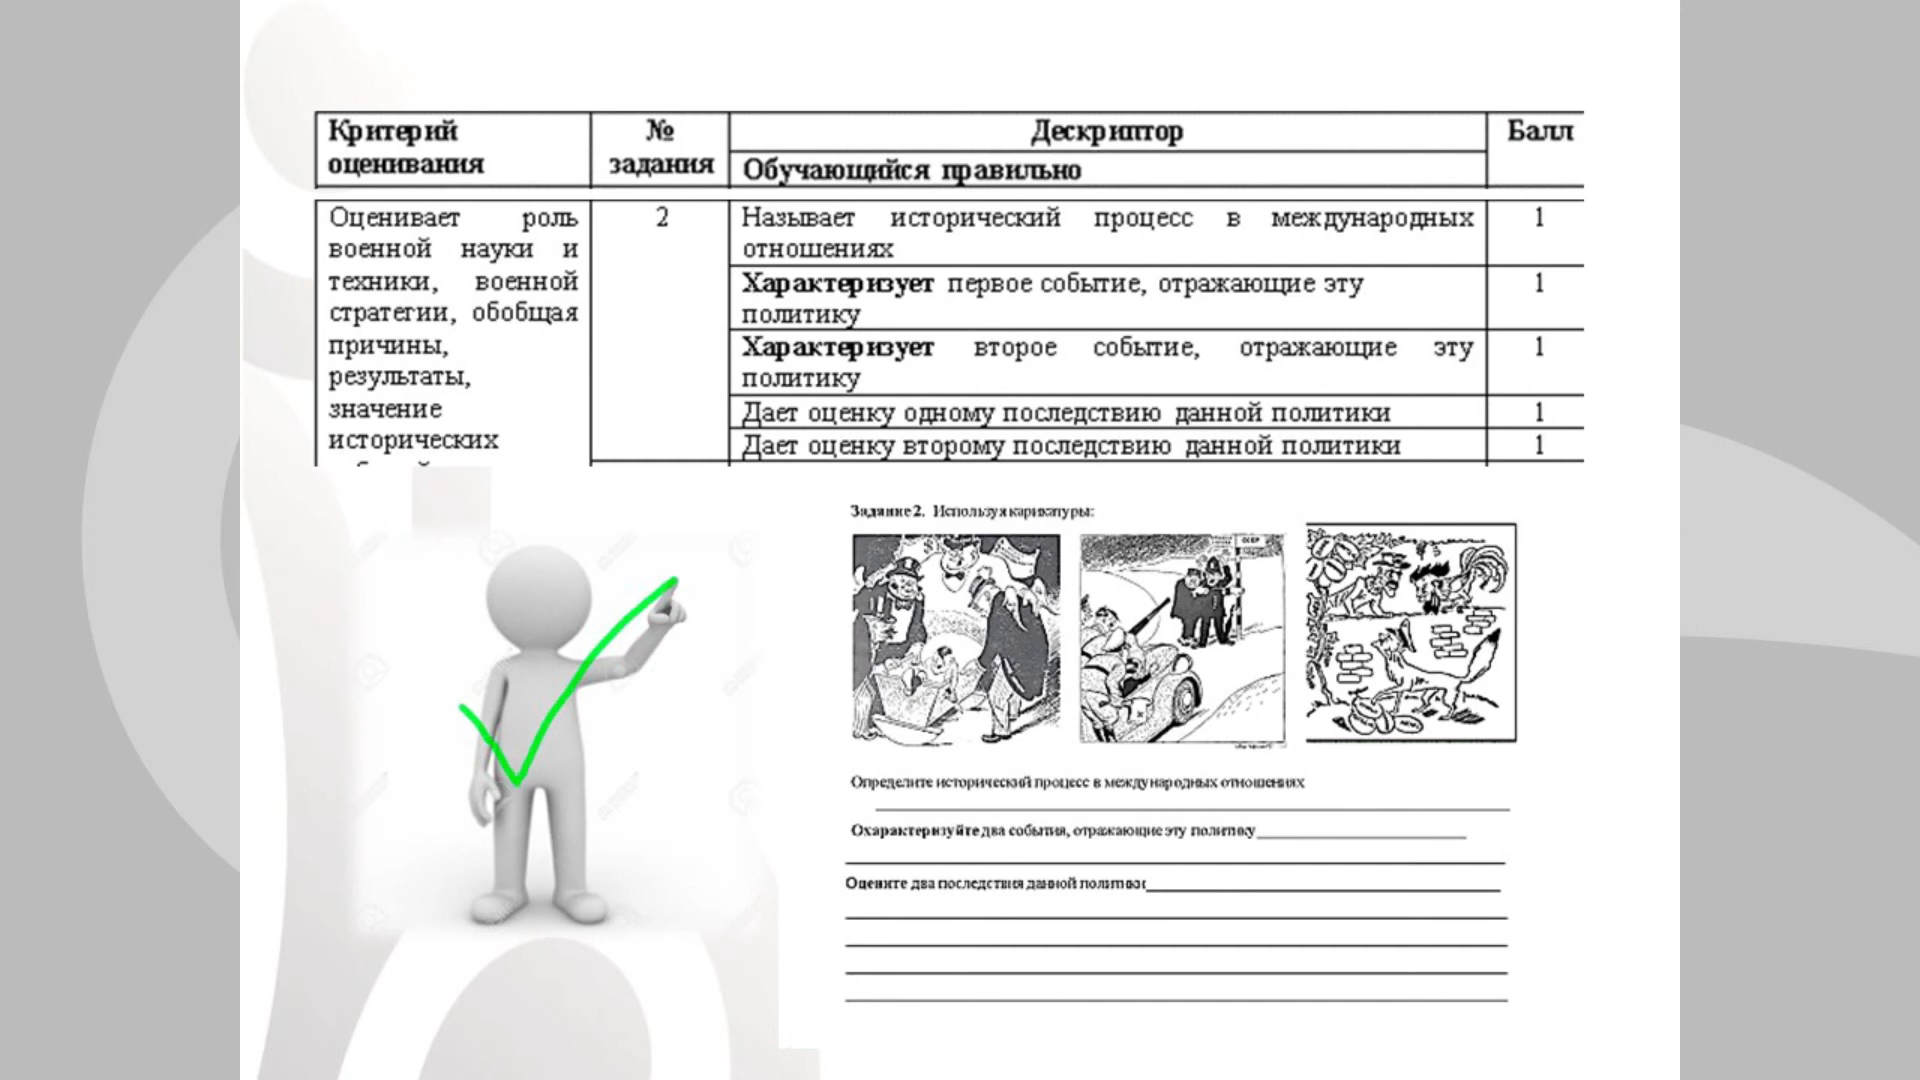 Критерий
оценивания
№
задания
Дескриптор
Обучающийся правильно
Балл
Оценивает роль
военной науки и
техники, военной
стратегии, обобщая
причины,
результаты,
значение
исторических
2
Называет исторический процесс в международных
отношениях
1
Характеризует первое событие, отражающие эту
политику
1
Характеризует второе событие, отражающие эту
политику
1
Дает оценку одному последствию данной политики
1
Дает оценку второму последствию данной политики
1
Задание 2. Используя карикатуры:
$
СССР
Определите исторический процесс в международных отношениях
Охарактеризуйте два события, отражающие эту политику
Оцените два последствия данной политики